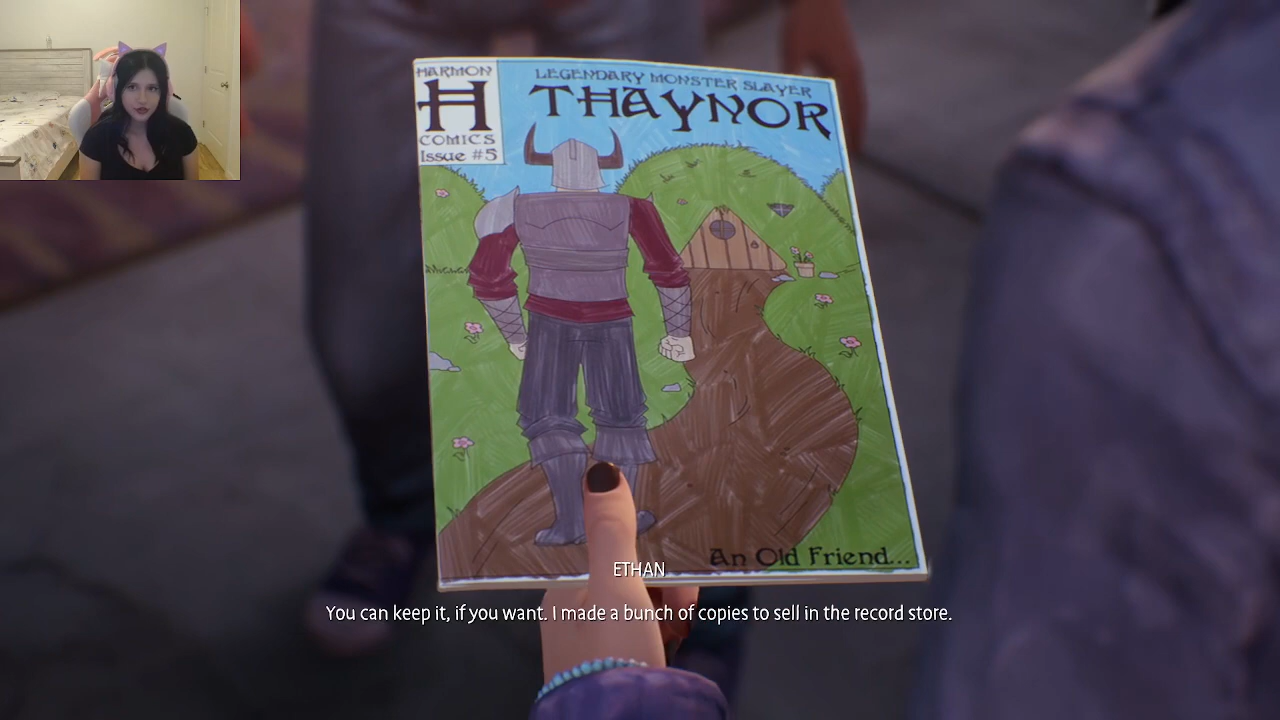 HARMON
H
COMICS
Issue #5
LEGENDARY MONSTER SLAYER
THAYNOR
An Old Friend...
ETHAN
You can keep it, if you want. I made a bunch of copies to sell in the record store.